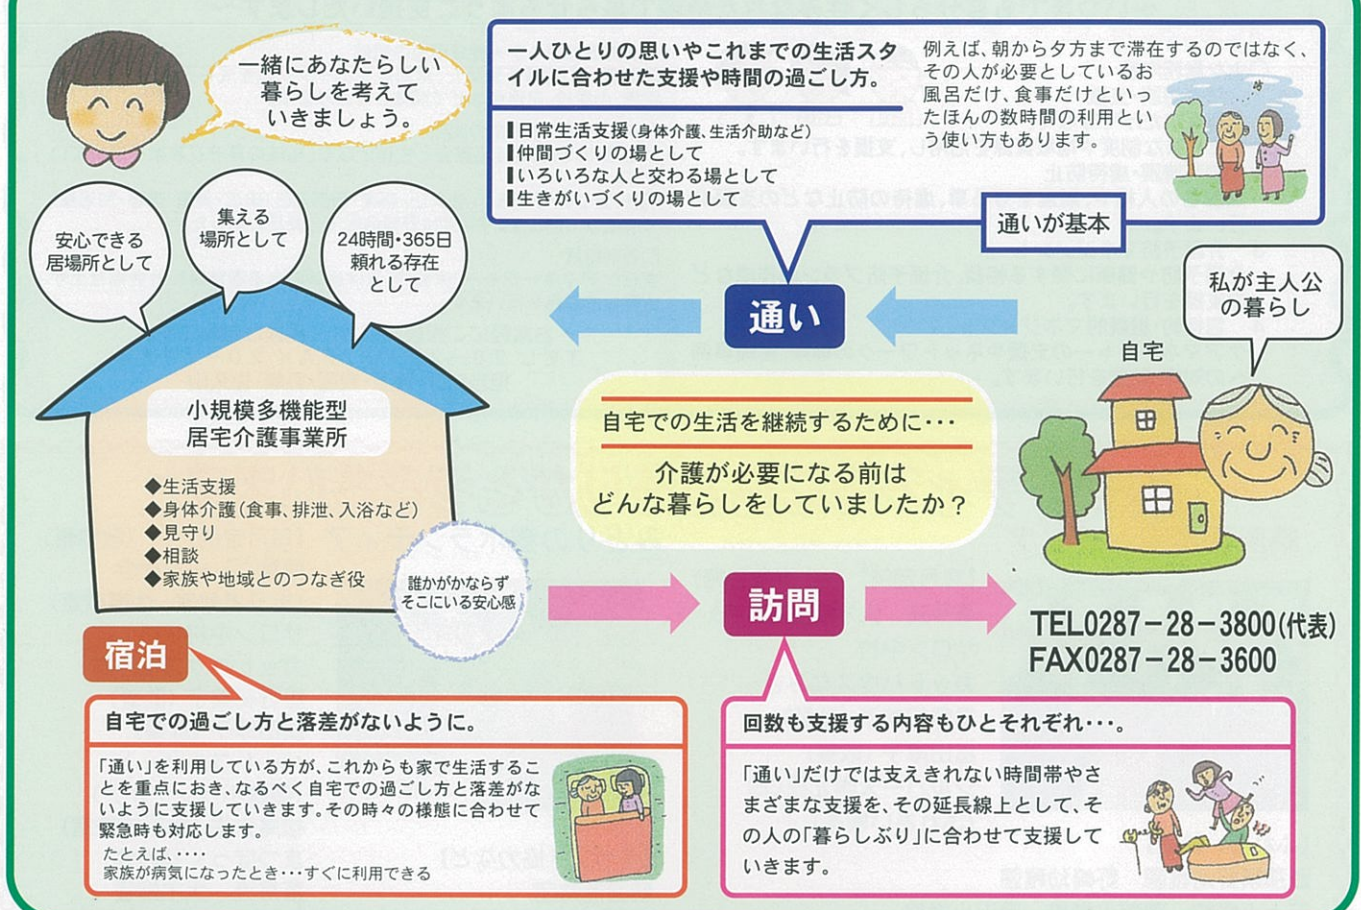 一緒にあなたらしい
暮らしを考えて
いきましょう。
一人ひとりの思いやこれまでの生活スタ
イルに合わせた支援や時間の過ごし方。
┃日常生活支援(身体介護、生活介助など)
┃仲間づくりの場として
┃いろいろな人と交わる場として
┃生きがいづくりの場として
例えば、朝から夕方まで滞在するのではなく、
その人が必要としているお
風呂だけ、食事だけといっ
たほんの数時間の利用とい
う使い方もあります。
通いが基本
安心できる
居場所として
集える
場所として
24時間・365日
頼れる存在
として
通い
私が主人公
の暮らし
自宅
小規模多機能型
居宅介護事業所
◆生活支援
◆身体介護(食事、排泄、入浴など)
◆見守り
◆相談
◆家族や地域とのつなぎ役
自宅での生活を継続するために・・・
介護が必要になる前は
どんな暮らしをしていましたか?
誰かがかならず
そこにいる安心感
訪問
TEL0287-28-3800(代表)
FAX0287-28-3600
宿泊
自宅での過ごし方と落差がないように。
「通い」を利用している方が、これからも家で生活するこ
とを重点におき、なるべく自宅での過ごし方と落差がな
いように支援していきます。その時々の様態に合わせて
緊急時も対応します。
たとえば、・・・・
家族が病気になったとき・・・すぐに利用できる
回数も支援する内容もひとそれぞれ・・・。
「通い」だけでは支えきれない時間帯やさ
まざまな支援を、その延長線上として、そ
の人の「暮らしぶり」に合わせて支援して
いきます。